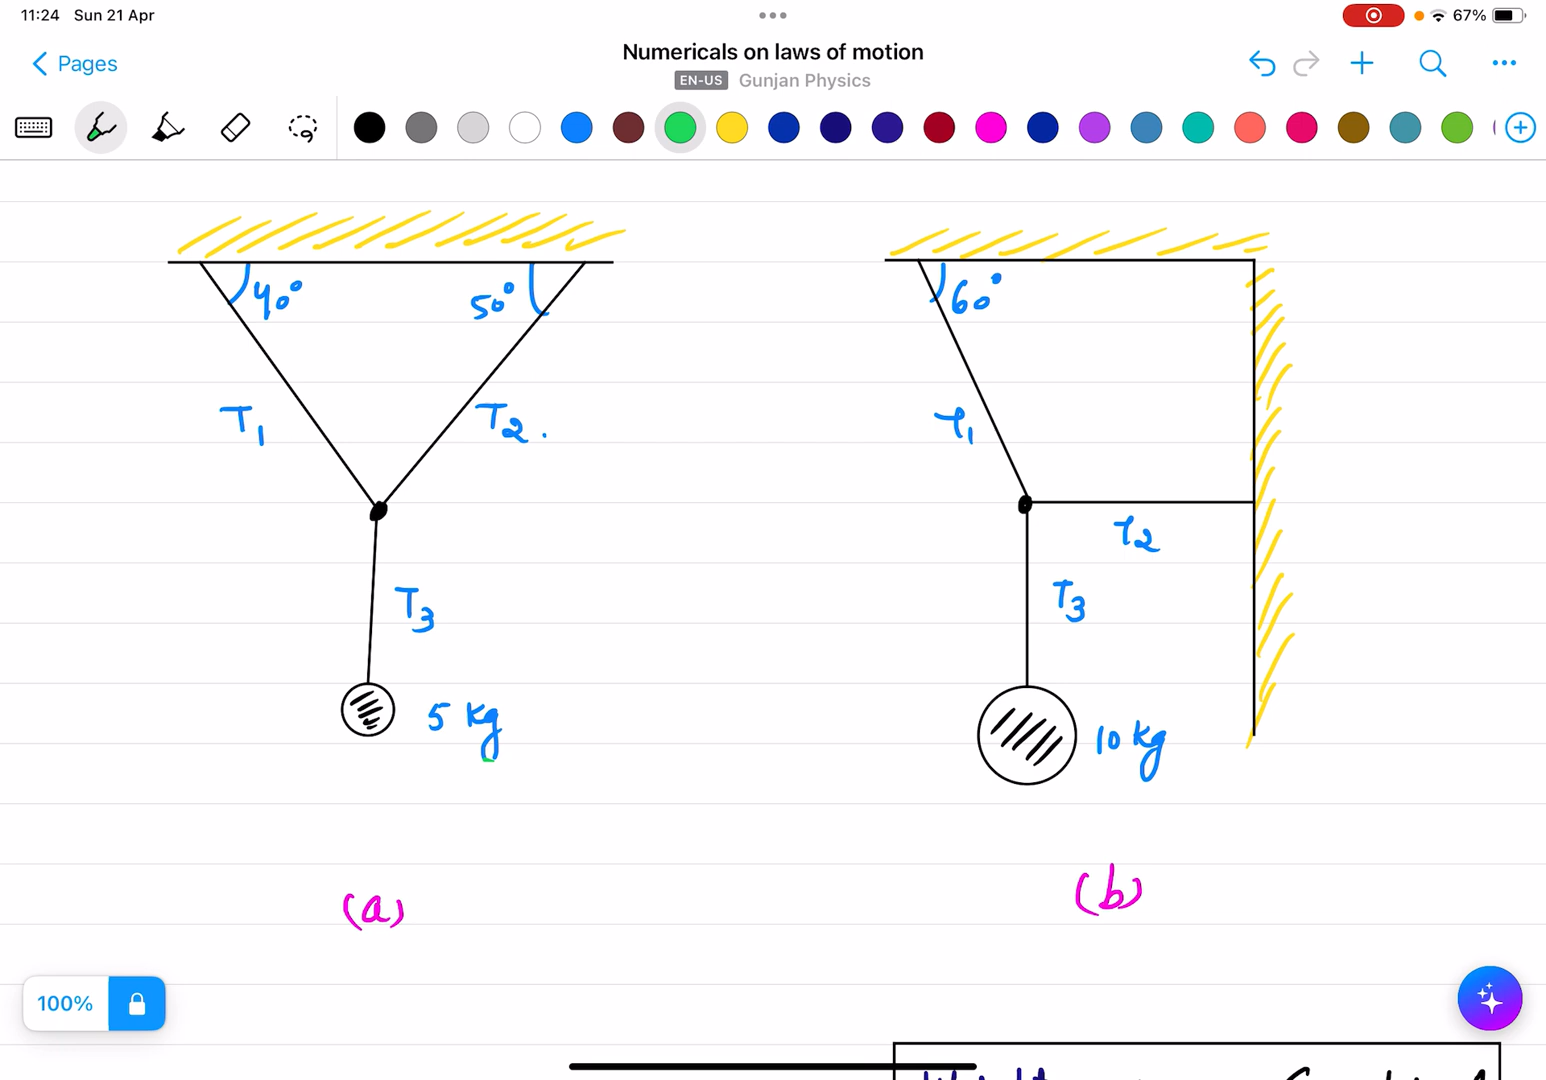 11:24 Sun 21 Apr
67%
Pages
Numericals on laws of motion
EN-US Gunjan Physics
40°
50°
60°
T1
T2.
T1
T2
T3
T3
5 kg
10 kg
(a)
(b)
100%